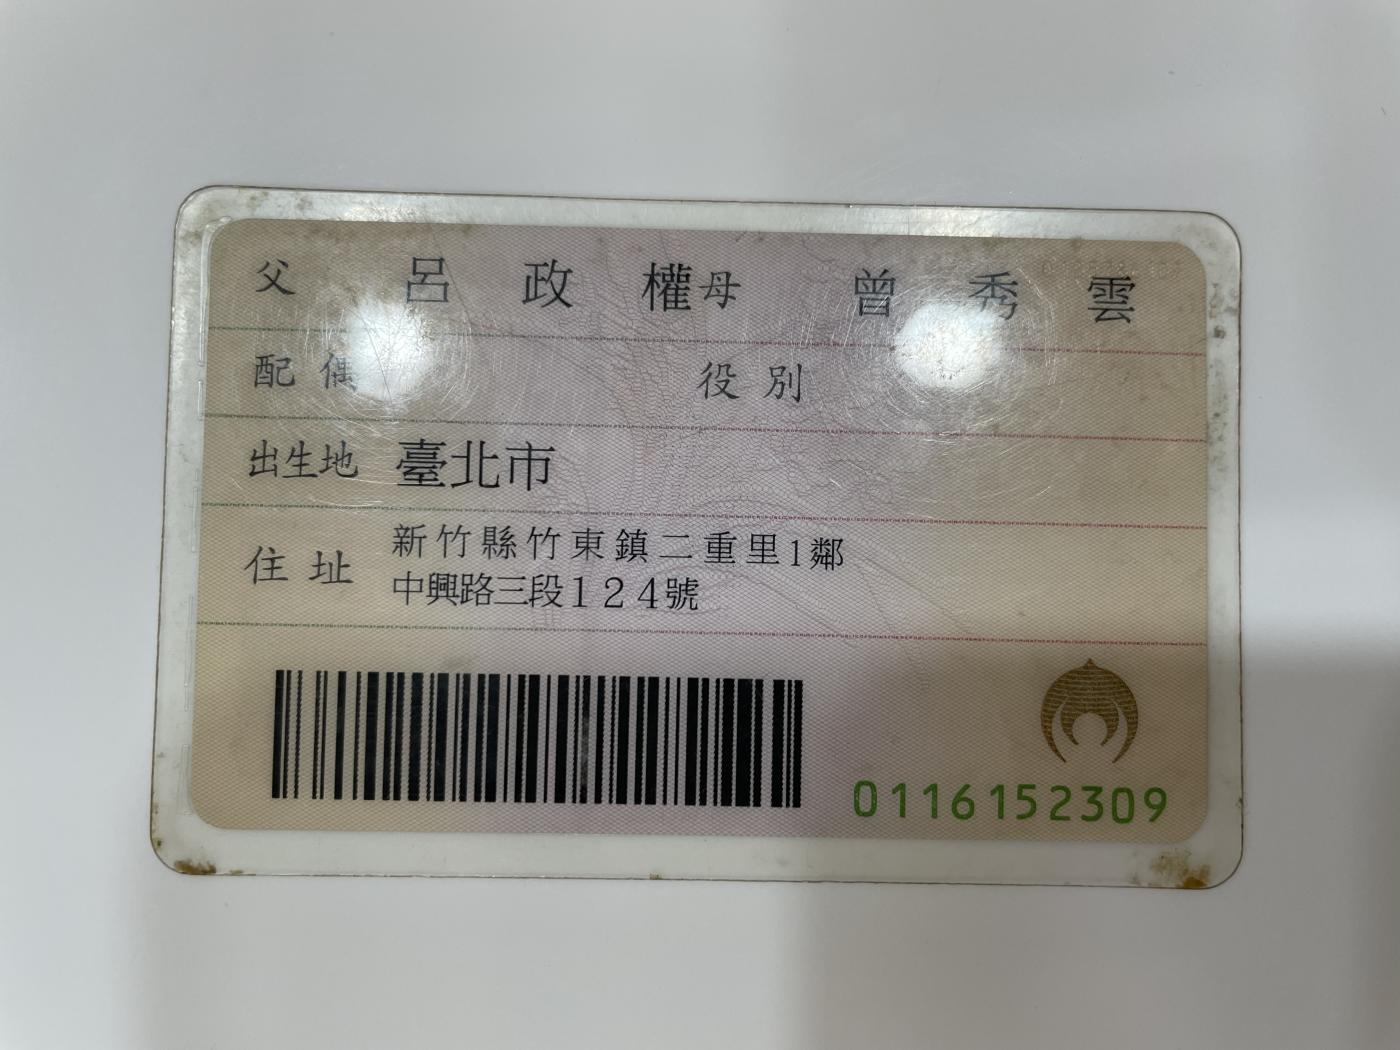 父 呂政權 母 曾秀雲
配偶 役別
出生地 臺北市
住址 新竹縣竹東鎮二重里1鄰
中興路三段124號
0116152309